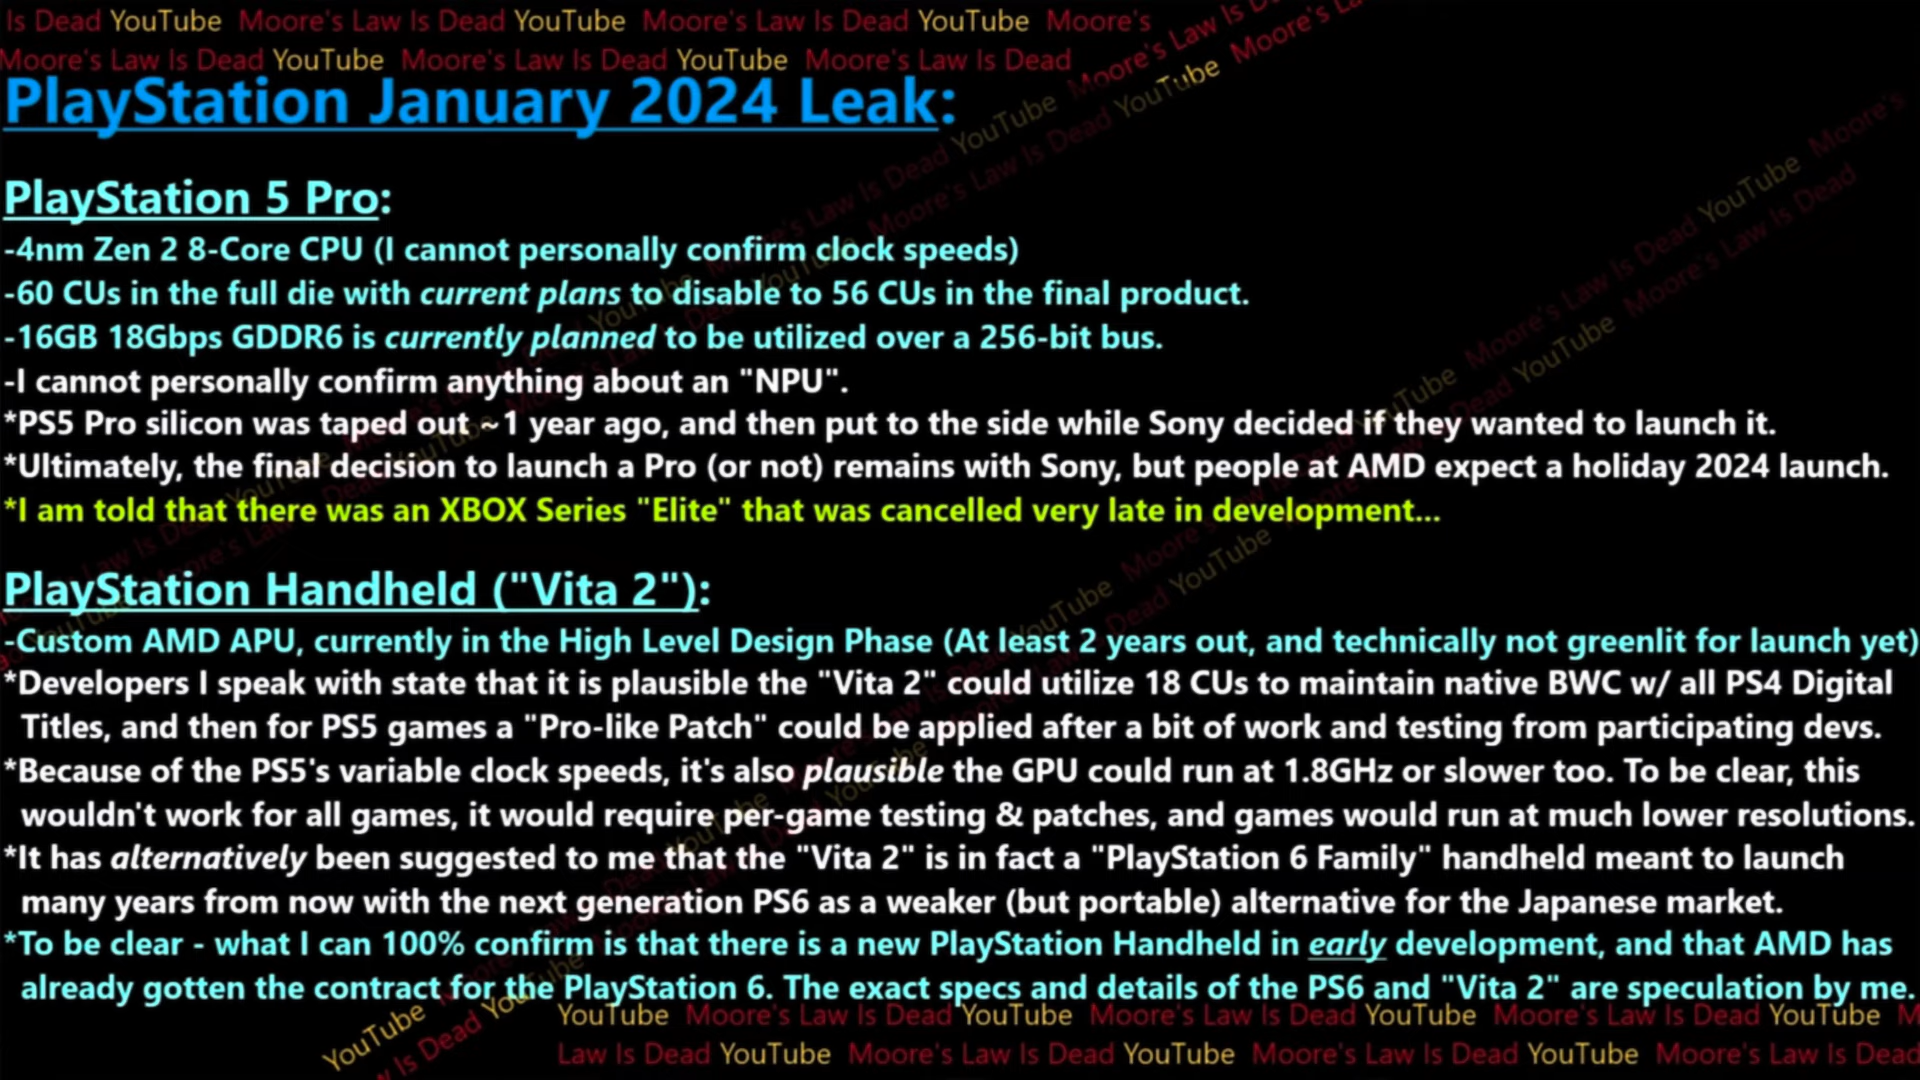 Is Dead YouTube Moore's Law Is Dead YouTube Moore's Law Is Dead YouTube Moore's
Moore's Law Is Dead YouTube Moore's Law Is Dead YouTube Moore's Law Is Dead
PlayStation January 2024 Leak:
PlayStation 5 Pro:
-4nm Zen 2 8-Core CPU (I cannot personally confirm clock speeds)
-60 CUs in the full die with current plans to disable to 56 CUs in the final product.
-16GB 18Gbps GDDR6 is currently planned to be utilized over a 256-bit bus.
-I cannot personally confirm anything about an "NPU".
*PS5 Pro silicon was taped out ~1 year ago, and then put to the side while Sony decided if they wanted to launch it.
*Ultimately, the final decision to launch a Pro (or not) remains with Sony, but people at AMD expect a holiday 2024 launch.
*I am told that there was an XBOX Series "Elite" that was cancelled very late in development...
PlayStation Handheld ("Vita 2"):
-Custom AMD APU, currently in the High Level Design Phase (At least 2 years out, and technically not greenlit for launch yet)
*Developers I speak with state that it is plausible the "Vita 2" could utilize 18 CUs to maintain native BWC w/ all PS4 Digital
Titles, and then for PS5 games a "Pro-like Patch" could be applied after a bit of work and testing from participating devs.
*Because of the PS5's variable clock speeds, it's also plausible the GPU could run at 1.8GHz or slower too. To be clear, this
wouldn't work for all games, it would require per-game testing & patches, and games would run at much lower resolutions.
*It has alternatively been suggested to me that the "Vita 2" is in fact a "PlayStation 6 Family" handheld meant to launch
many years from now with the next generation PS6 as a weaker (but portable) alternative for the Japanese market.
*To be clear - what I can 100% confirm is that there is a new PlayStation Handheld in early development, and that AMD has
already gotten the contract for the PlayStation 6. The exact specs and details of the PS6 and "Vita 2" are speculation by me.
YouTube Moore's Law Is Dead YouTube Moore's Law Is Dead YouTube Moore's Law Is Dead YouTube M
Law Is Dead YouTube Moore's Law Is Dead YouTube Moore's Law Is Dead YouTube Moore's Law Is Dead